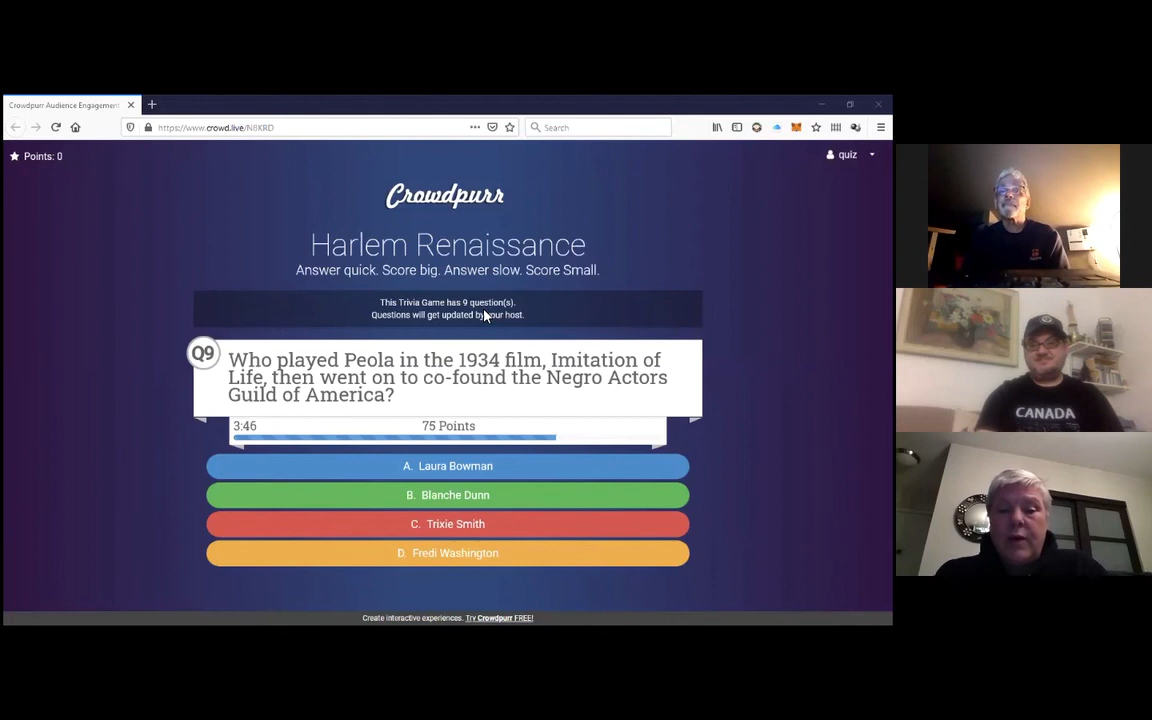 Crowdpurr Audience Engagement
https://www.crowd.live/N8KRD
Search
Points: 0
quiz
Crowdpurr
Harlem Renaissance
Answer quick. Score big. Answer slow. Score Small.
This Trivia Game has 9 question(s).
Questions will get updated by your host.
Q9
Who played Peola in the 1934 film, Imitation of
Life, then went on to co-found the Negro Actors
Guild of America?
3:46
75 Points
A. Laura Bowman
B. Blanche Dunn
C. Trixie Smith
D. Fredi Washington
Create interactive experiences. Try Crowdpurr FREE!
CANADA